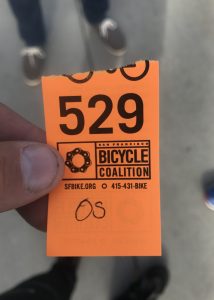 529
SAN FRANCISCO
BICYCLE
COALITION
SFBIKE.ORG 415-431-BIKE
OS